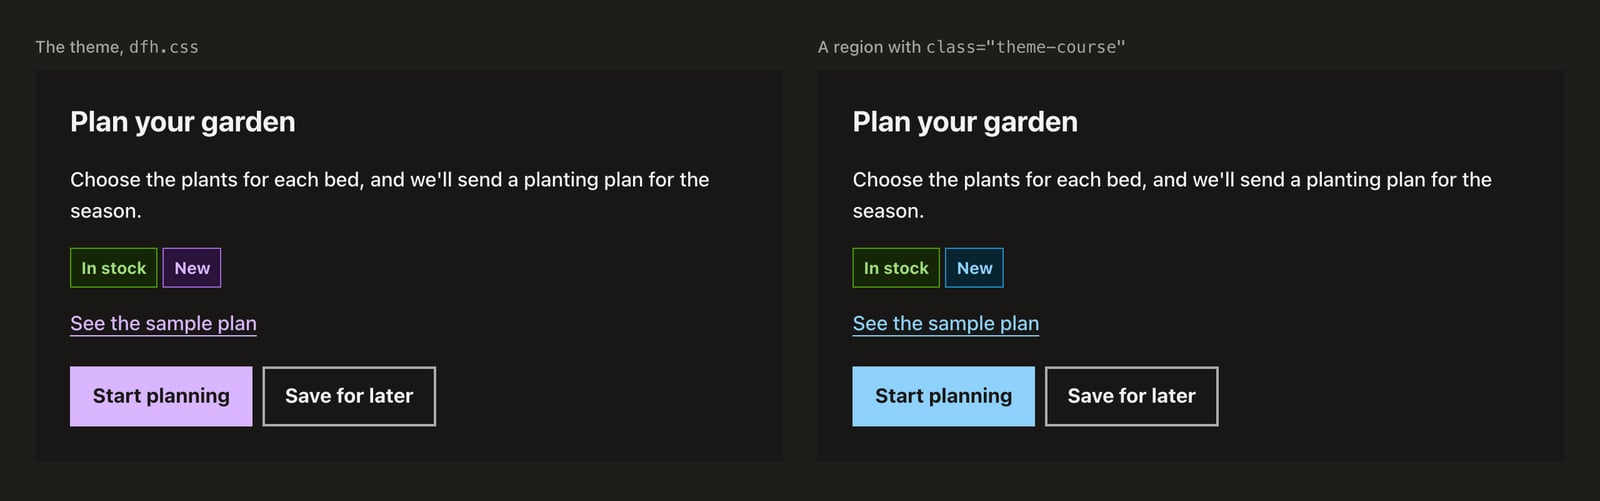 The theme, dfh.css
Plan your garden
Choose the plants for each bed, and we'll send a planting plan for the
season.
In stock New
See the sample plan
Start planning Save for later
A region with class="theme-course"
Plan your garden
Choose the plants for each bed, and we'll send a planting plan for the
season.
In stock New
See the sample plan
Start planning Save for later